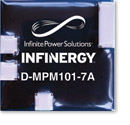 Infinite Power Solutions
INFINERGY
D-MPM101-7A